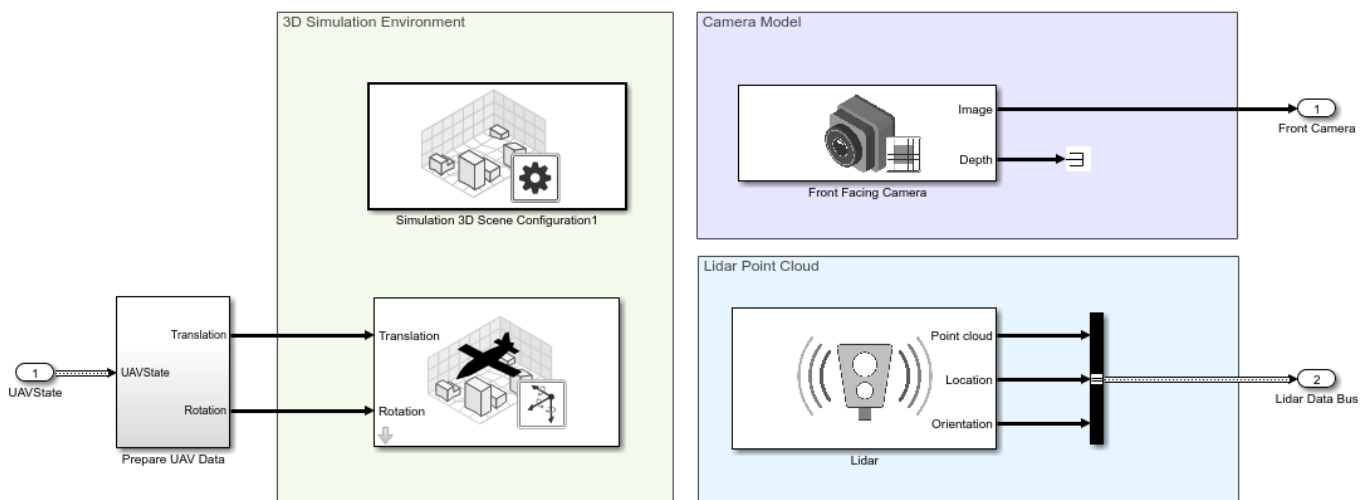 3D Simulation Environment
Simulation 3D Scene Configuration1
Camera Model
Image
Depth
Front Facing Camera
1
Front Camera
1
UAVState
UAVState
Translation
Rotation
Prepare UAV Data
Translation
Rotation
Lidar Point Cloud
Point cloud
Location
Orientation
Lidar
2
Lidar Data Bus